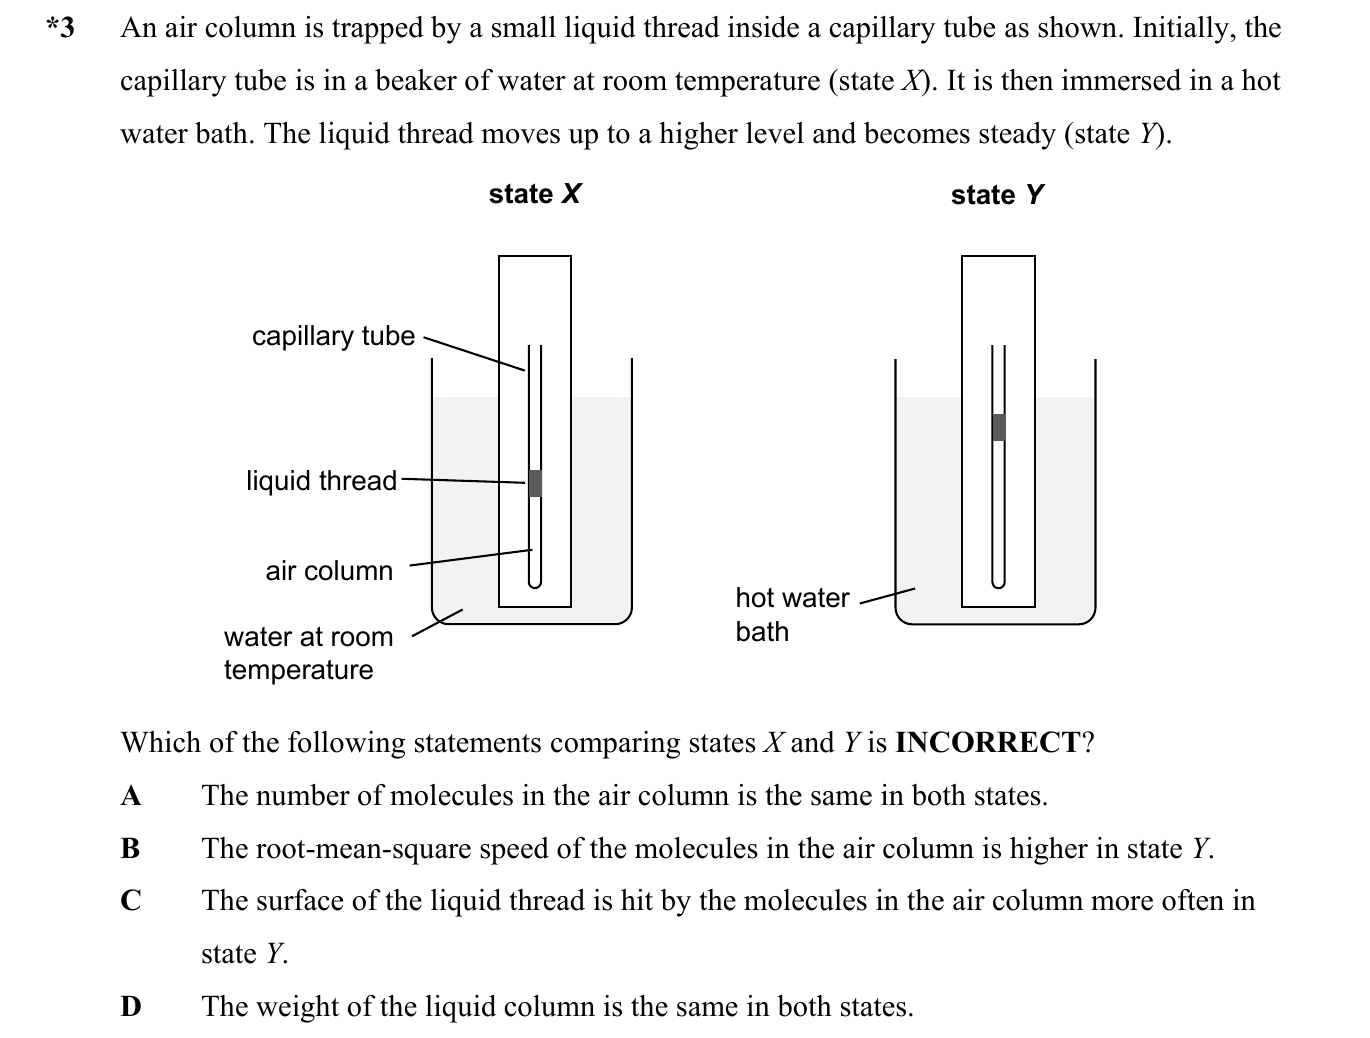 *3 An air column is trapped by a small liquid thread inside a capillary tube as shown. Initially, the
capillary tube is in a beaker of water at room temperature (state X). It is then immersed in a hot
water bath. The liquid thread moves up to a higher level and becomes steady (state Y).
state X
state Y
capillary tube
liquid thread
air column
water at room
temperature
hot water
bath
Which of the following statements comparing states X and Y is INCORRECT?
A The number of molecules in the air column is the same in both states.
B The root-mean-square speed of the molecules in the air column is higher in state Y.
C The surface of the liquid thread is hit by the molecules in the air column more often in
state Y.
D The weight of the liquid column is the same in both states.